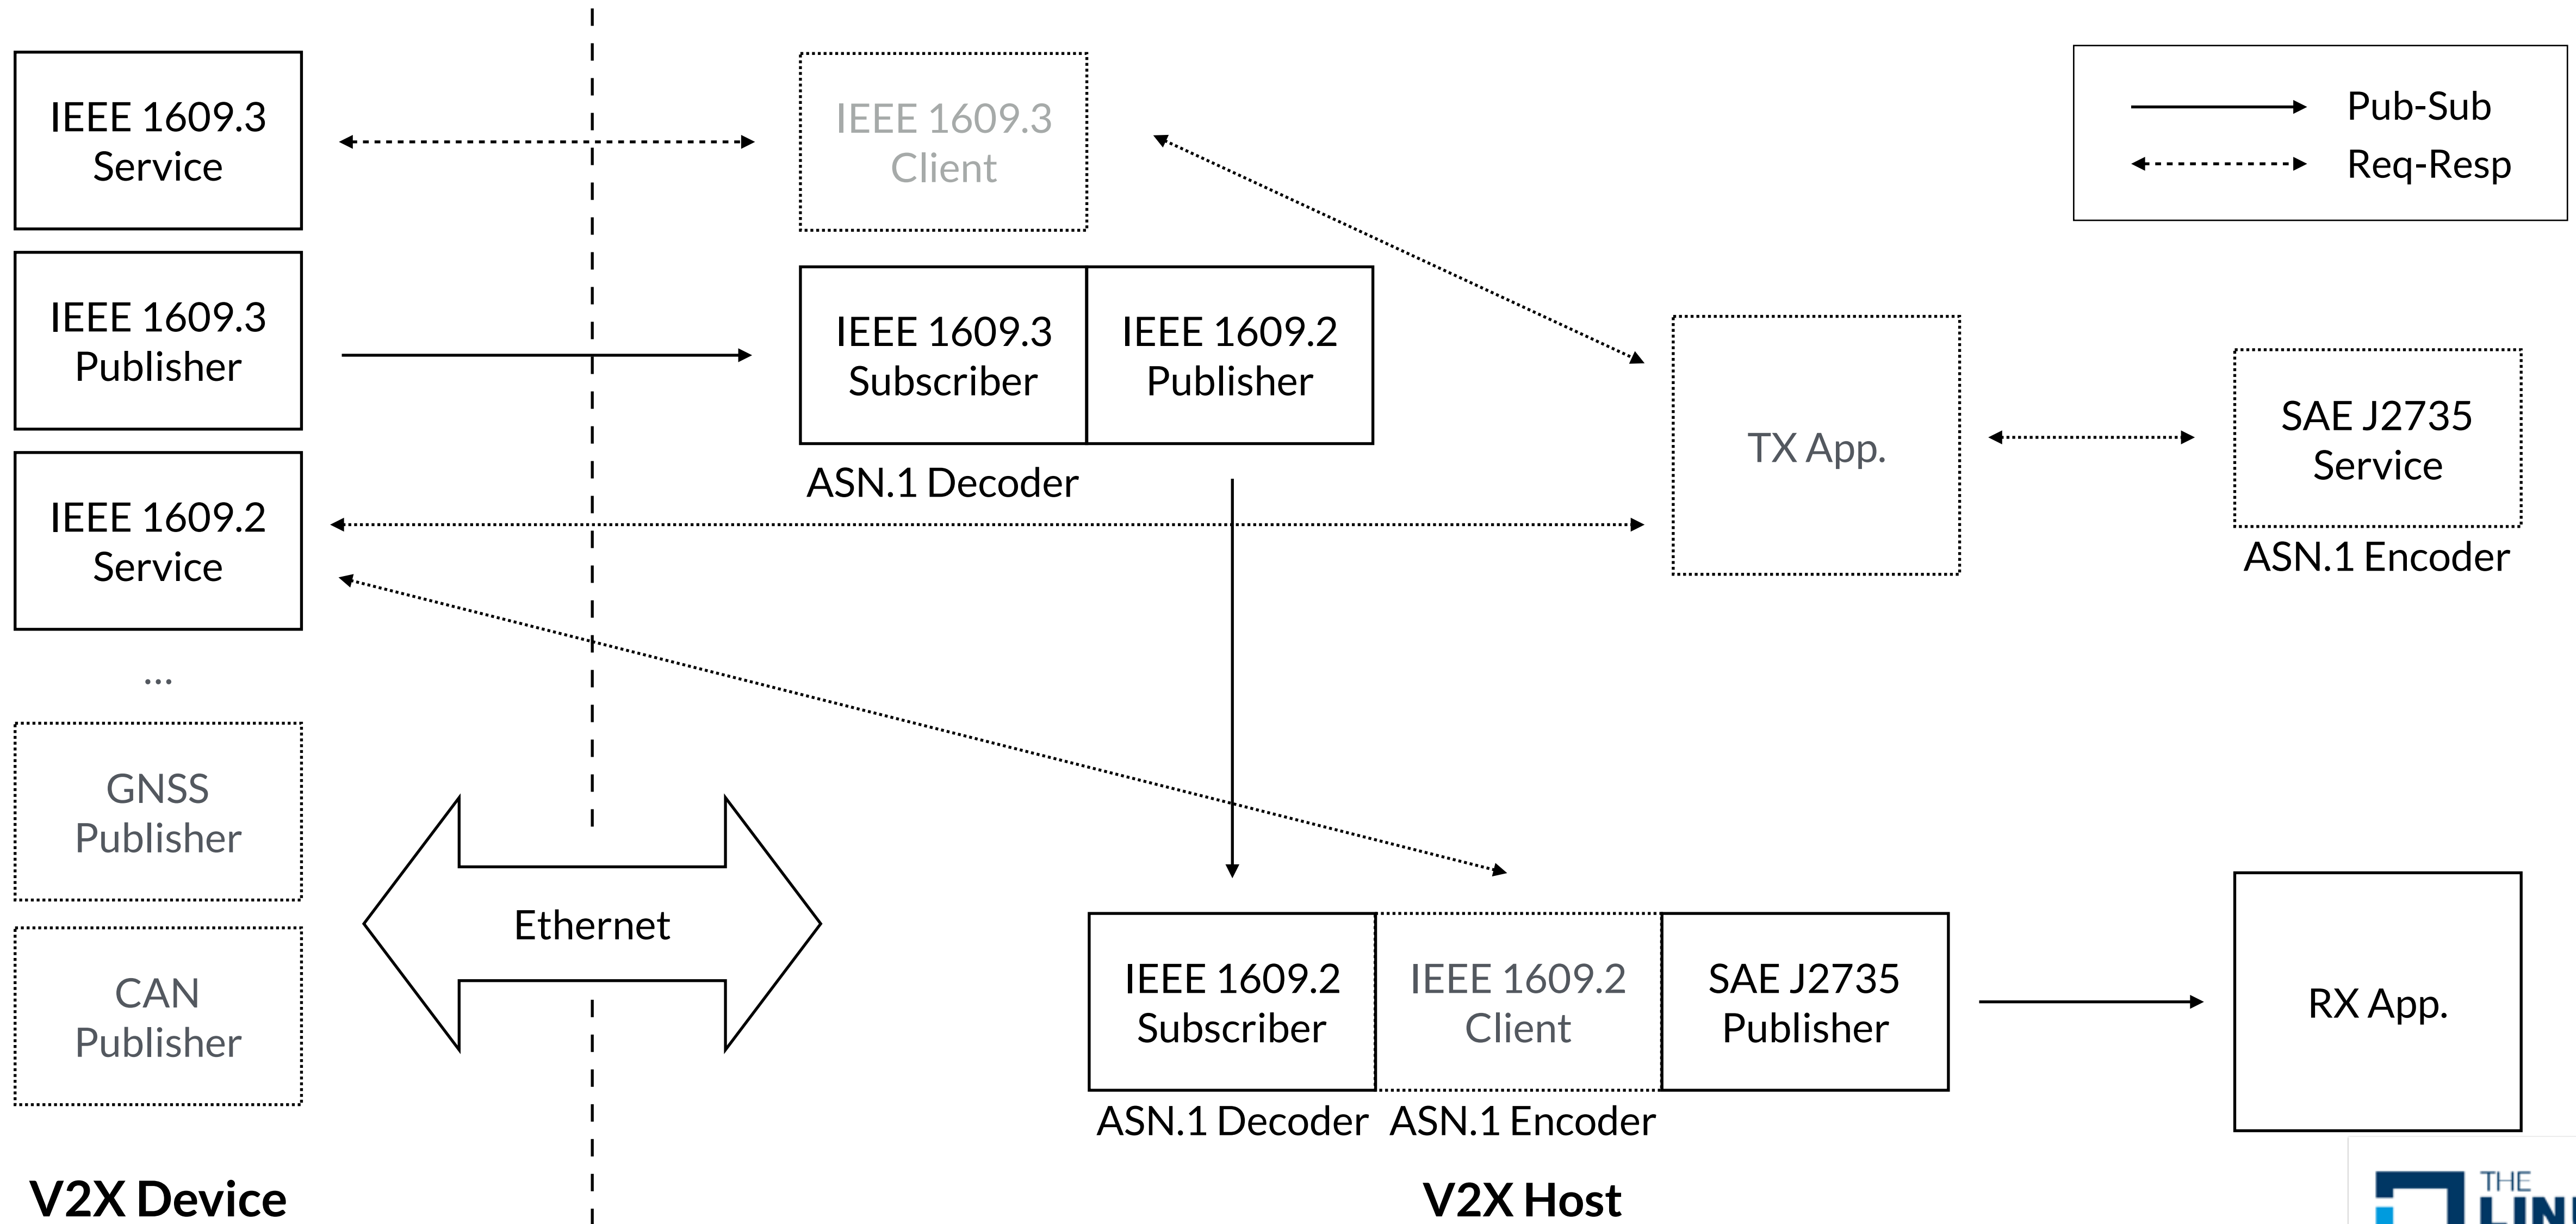 IEEE 1609.3
Service
IEEE 1609.3
Client
Pub-Sub
Req-Resp
IEEE 1609.3
Publisher
IEEE 1609.3
Subscriber
IEEE 1609.2
Publisher
ASN.1 Decoder
TX App.
SAE J2735
Service
ASN.1 Encoder
IEEE 1609.2
Service
...
GNSS
Publisher
CAN
Publisher
Ethernet
IEEE 1609.2
Subscriber
IEEE 1609.2
Client
SAE J2735
Publisher
ASN.1 Decoder
ASN.1 Encoder
RX App.
V2X Device
V2X Host
THE